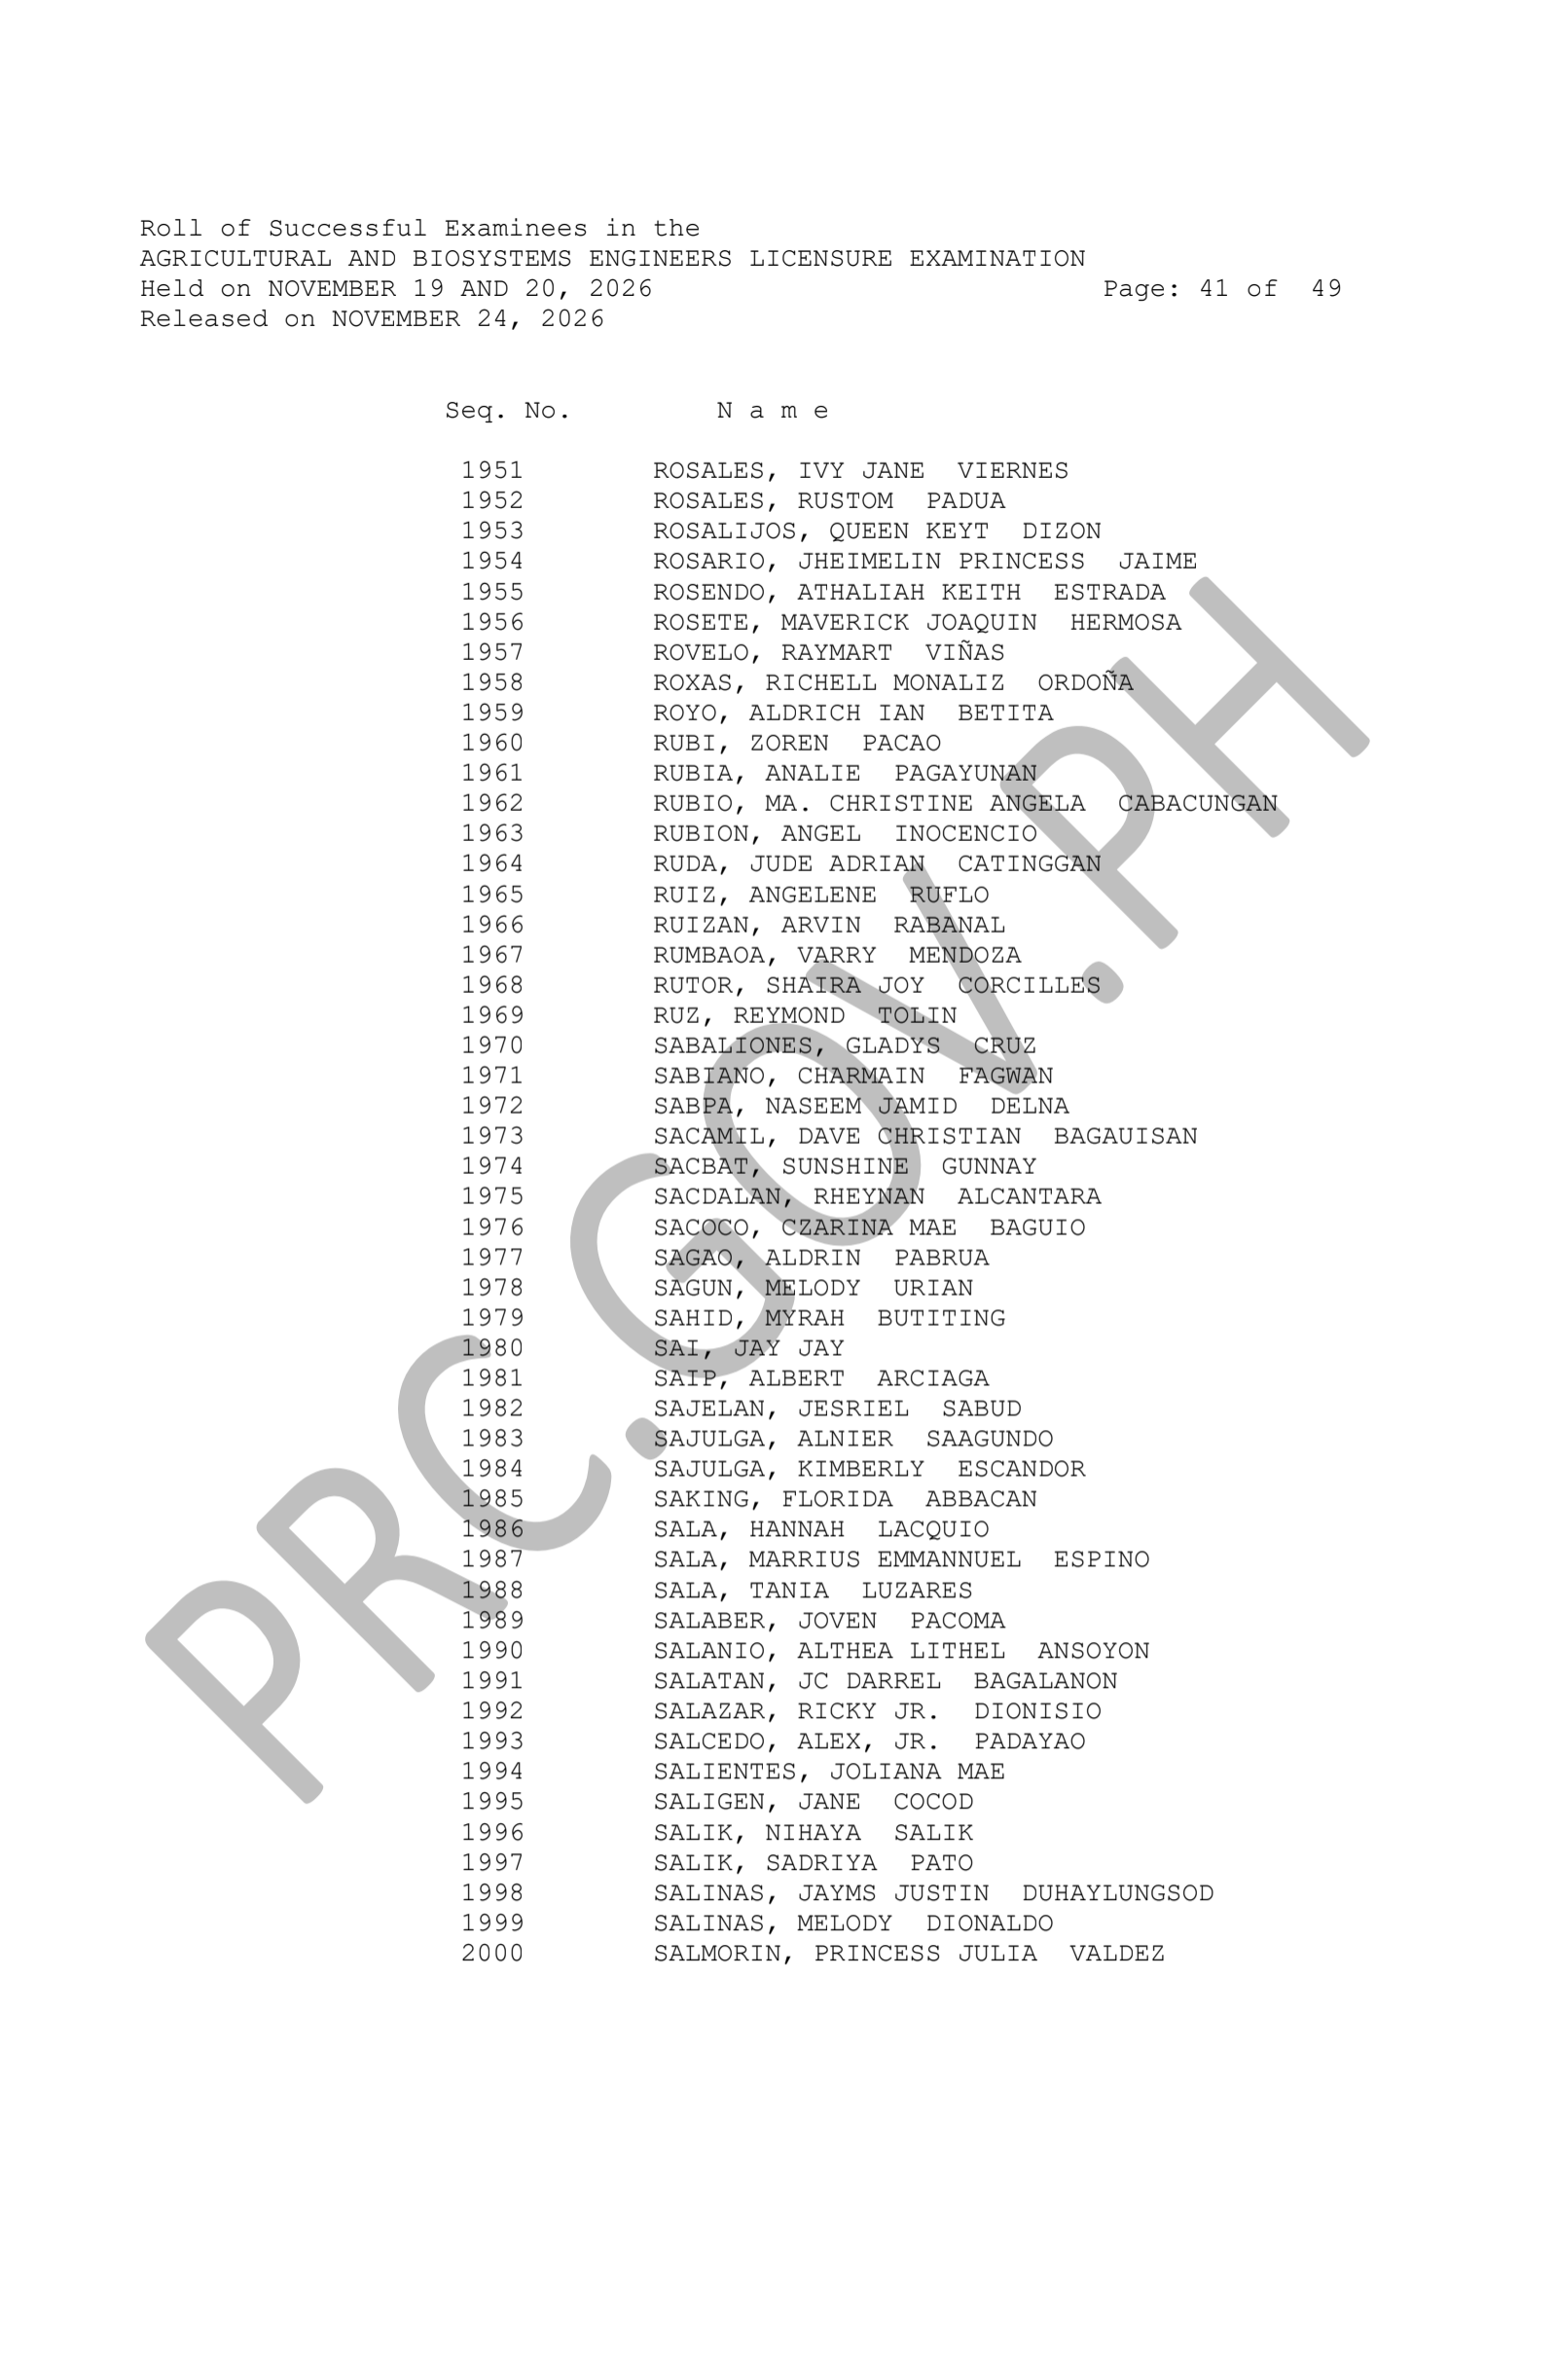 Roll of Successful Examinees in the
AGRICULTURAL AND BIOSYSTEMS ENGINEERS LICENSURE EXAMINATION
Held on NOVEMBER 19 AND 20, 2026 Page: 41 of 49
Released on NOVEMBER 24, 2026
Seq. No. N a m e
1951 ROSALES, IVY JANE VIERNES
1952 ROSALES, RUSTOM PADUA
1953 ROSALIJOS, QUEEN KEYT DIZON
1954 ROSARIO, JHEIMELIN PRINCESS JAIME
1955 ROSENDO, ATHALIAH KEITH ESTRADA
1956 ROSETE, MAVERICK JOAQUIN HERMOSA
1957 ROVELO, RAYMART VIÑAS
1958 ROXAS, RICHELL MONALIZ ORDOÑA
1959 ROYO, ALDRICH IAN BETITA
1960 RUBI, ZOREN PACAO
1961 RUBIA, ANALIE PAGAYUNAN
1962 RUBIO, MA. CHRISTINE ANGELA CABACUNGAN
1963 RUBION, ANGEL INOCENCIO
1964 RUDA, JUDE ADRIAN CATINGGAN
1965 RUIZ, ANGELENE RUFLO
1966 RUIZAN, ARVIN RABANAL
1967 RUMBAOA, VARRY MENDOZA
1968 RUTOR, SHAIRA JOY CORCILLES
1969 RUZ, REYMOND TOLIN
1970 SABALIONES, GLADYS CRUZ
1971 SABIANO, CHARMAIN FAGWAN
1972 SABPA, NASEEM JAMID DELNA
1973 SACAMIL, DAVE CHRISTIAN BAGAUISAN
1974 SACBAT, SUNSHINE GUNNAY
1975 SACDALAN, RHEYNAN ALCANTARA
1976 SACOCO, CZARINA MAE BAGUIO
1977 SAGAO, ALDRIN PABRUA
1978 SAGUN, MELODY URIAN
1979 SAHID, MYRAH BUTITING
1980 SAI, JAY JAY
1981 SAIP, ALBERT ARCIAGA
1982 SAJELAN, JESRIEL SABUD
1983 SAJULGA, ALNIER SAAGUNDO
1984 SAJULGA, KIMBERLY ESCANDOR
1985 SAKING, FLORIDA ABBACAN
1986 SALA, HANNAH LACQUIO
1987 SALA, MARRIUS EMMANNUEL ESPINO
1988 SALA, TANIA LUZARES
1989 SALABER, JOVEN PACOMA
1990 SALANIO, ALTHEA LITHEL ANSOYON
1991 SALATAN, JC DARREL BAGALANON
1992 SALAZAR, RICKY JR. DIONISIO
1993 SALCEDO, ALEX, JR. PADAYAO
1994 SALIENTES, JOLIANA MAE
1995 SALIGEN, JANE COCOD
1996 SALIK, NIHAYA SALIK
1997 SALIK, SADRIYA PATO
1998 SALINAS, JAYMS JUSTIN DUHAYLUNGSOD
1999 SALINAS, MELODY DIONALDO
2000 SALMORIN, PRINCESS JULIA VALDEZ
PRC.GOV.PH